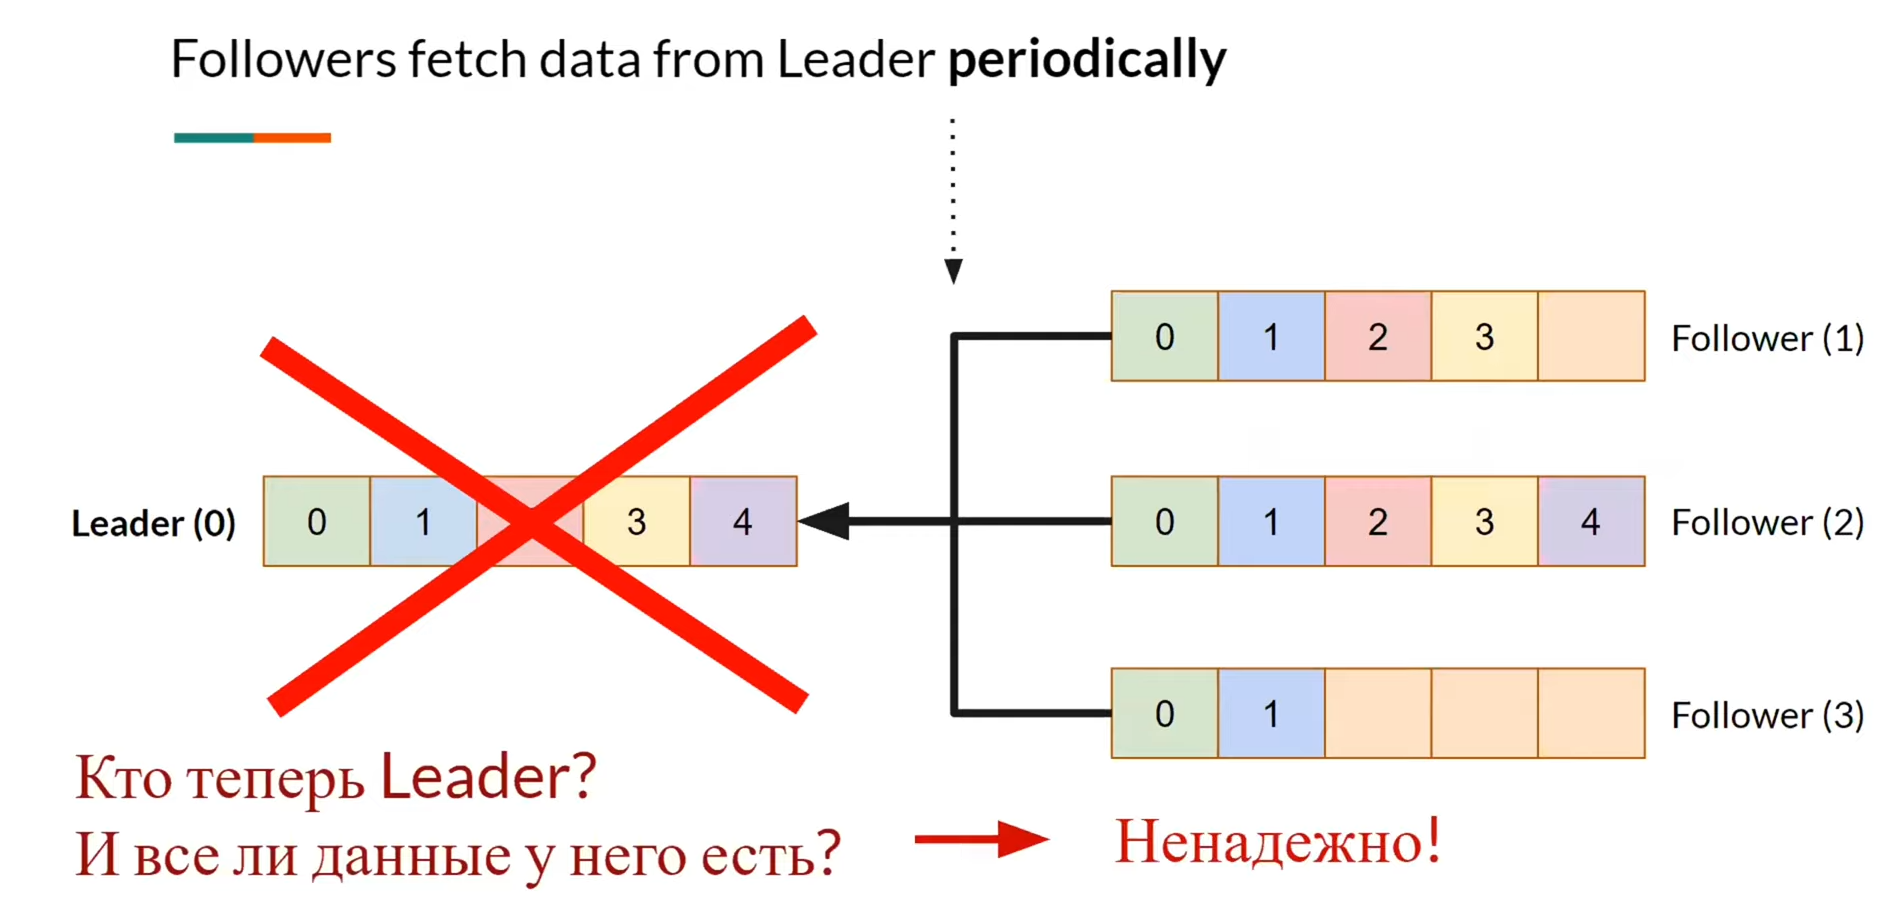 Followers fetch data from Leader periodically
0 1 2 3 Follower (1)
Leader (0) 0 1 3 4
0 1 2 3 4 Follower (2)
0 1 Follower (3)
Кто теперь Leader?
И все ли данные у него есть?
Ненадежно!